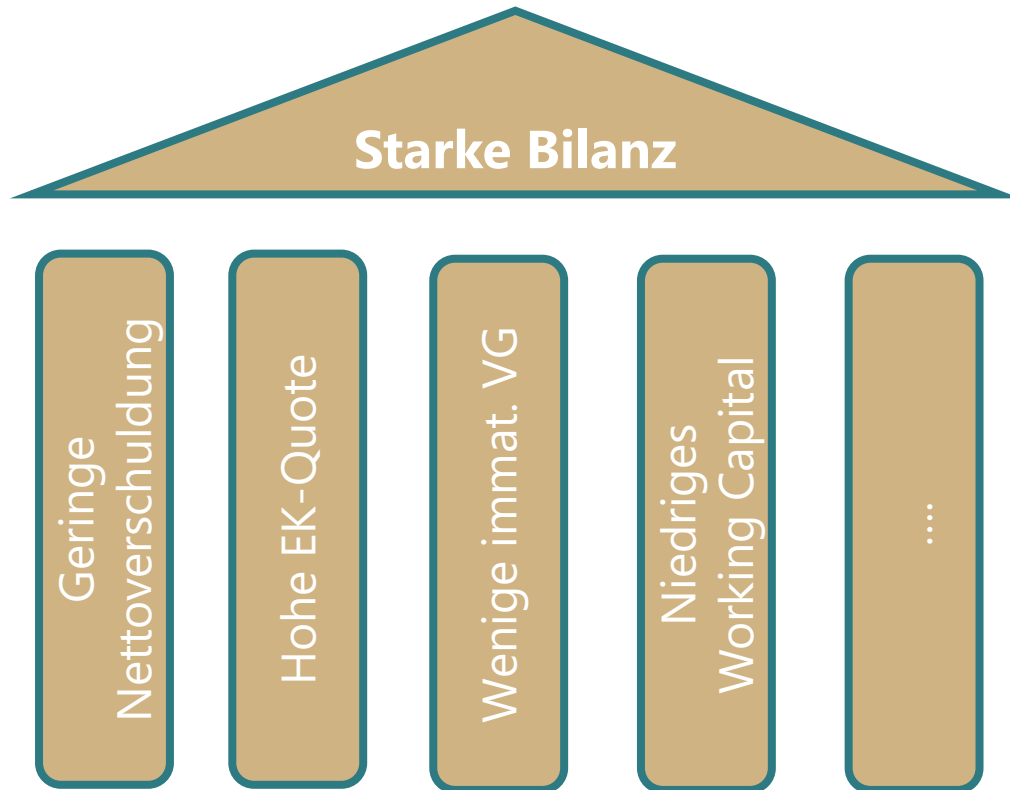 Starke Bilanz
Geringe
Nettoverschuldung
Hohe EK-Quote
Wenige immat. VG
Niedriges
Working Capital
....